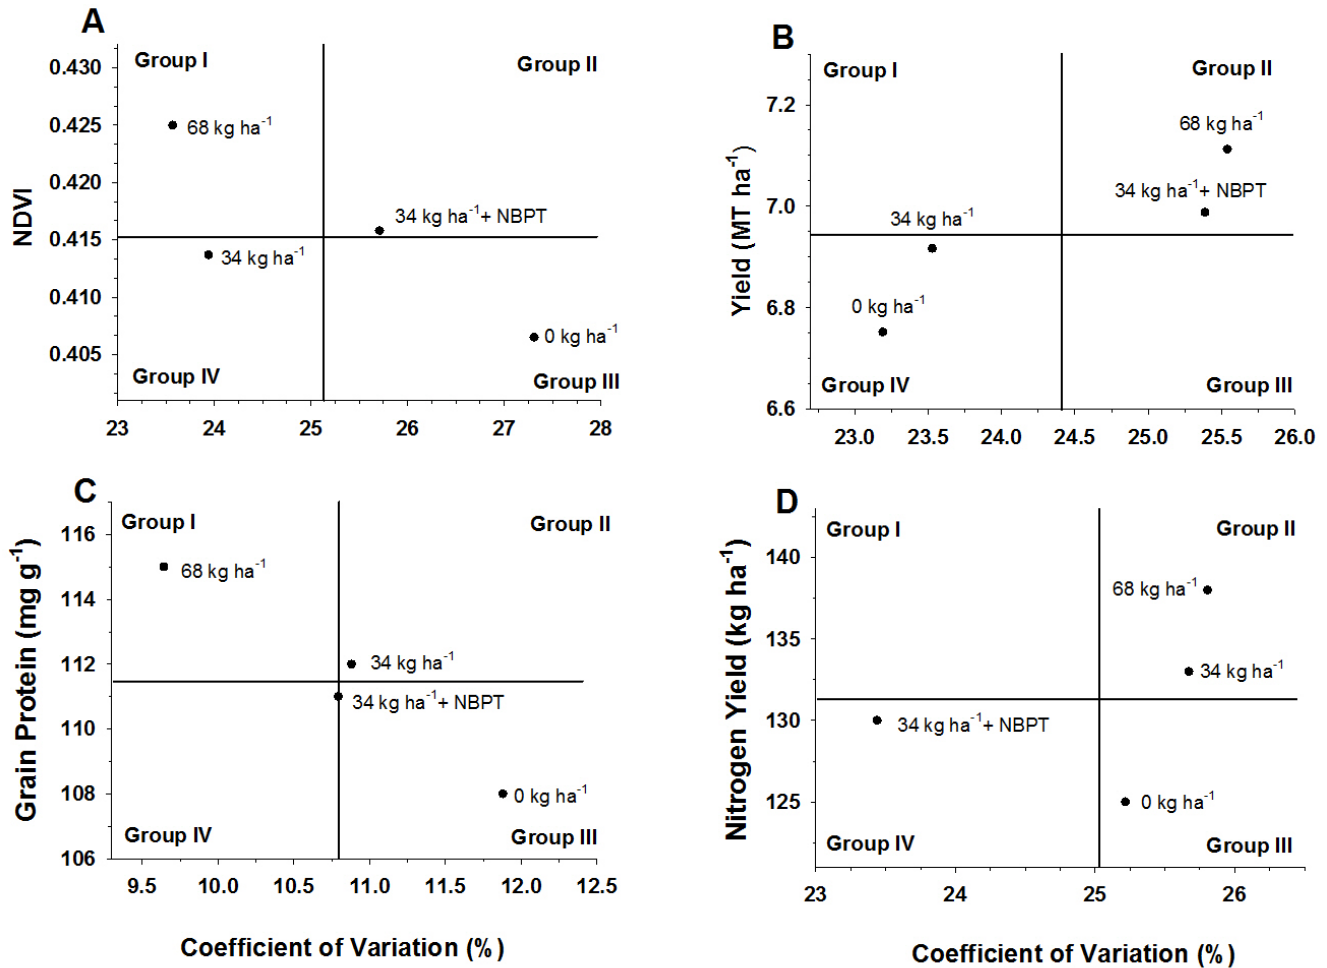 A
Group I
Group II
0.430
0.425
0.420
0.415
0.410
0.405
NDVI
68 kg ha⁻¹
34 kg ha⁻¹+ NBPT
34 kg ha⁻¹
0 kg ha⁻¹
Group IV
Group III
23 24 25 26 27 28
B
Group I
Group II
7.2
7.0
6.8
6.6
Yield (MT ha⁻¹)
68 kg ha⁻¹
34 kg ha⁻¹+ NBPT
34 kg ha⁻¹
0 kg ha⁻¹
Group IV
Group III
23.0 23.5 24.0 24.5 25.0 25.5 26.0
C
Group I
Group II
116
114
112
110
108
106
Grain Protein (mg g⁻¹)
68 kg ha⁻¹
34 kg ha⁻¹
34 kg ha⁻¹+ NBPT
0 kg ha⁻¹
Group IV
Group III
9.5 10.0 10.5 11.0 11.5 12.0 12.5
Coefficient of Variation (%)
D
Group I
Group II
140
135
130
125
Nitrogen Yield (kg ha⁻¹)
68 kg ha⁻¹
34 kg ha⁻¹
34 kg ha⁻¹+ NBPT
0 kg ha⁻¹
Group IV
Group III
23 24 25 26
Coefficient of Variation (%)